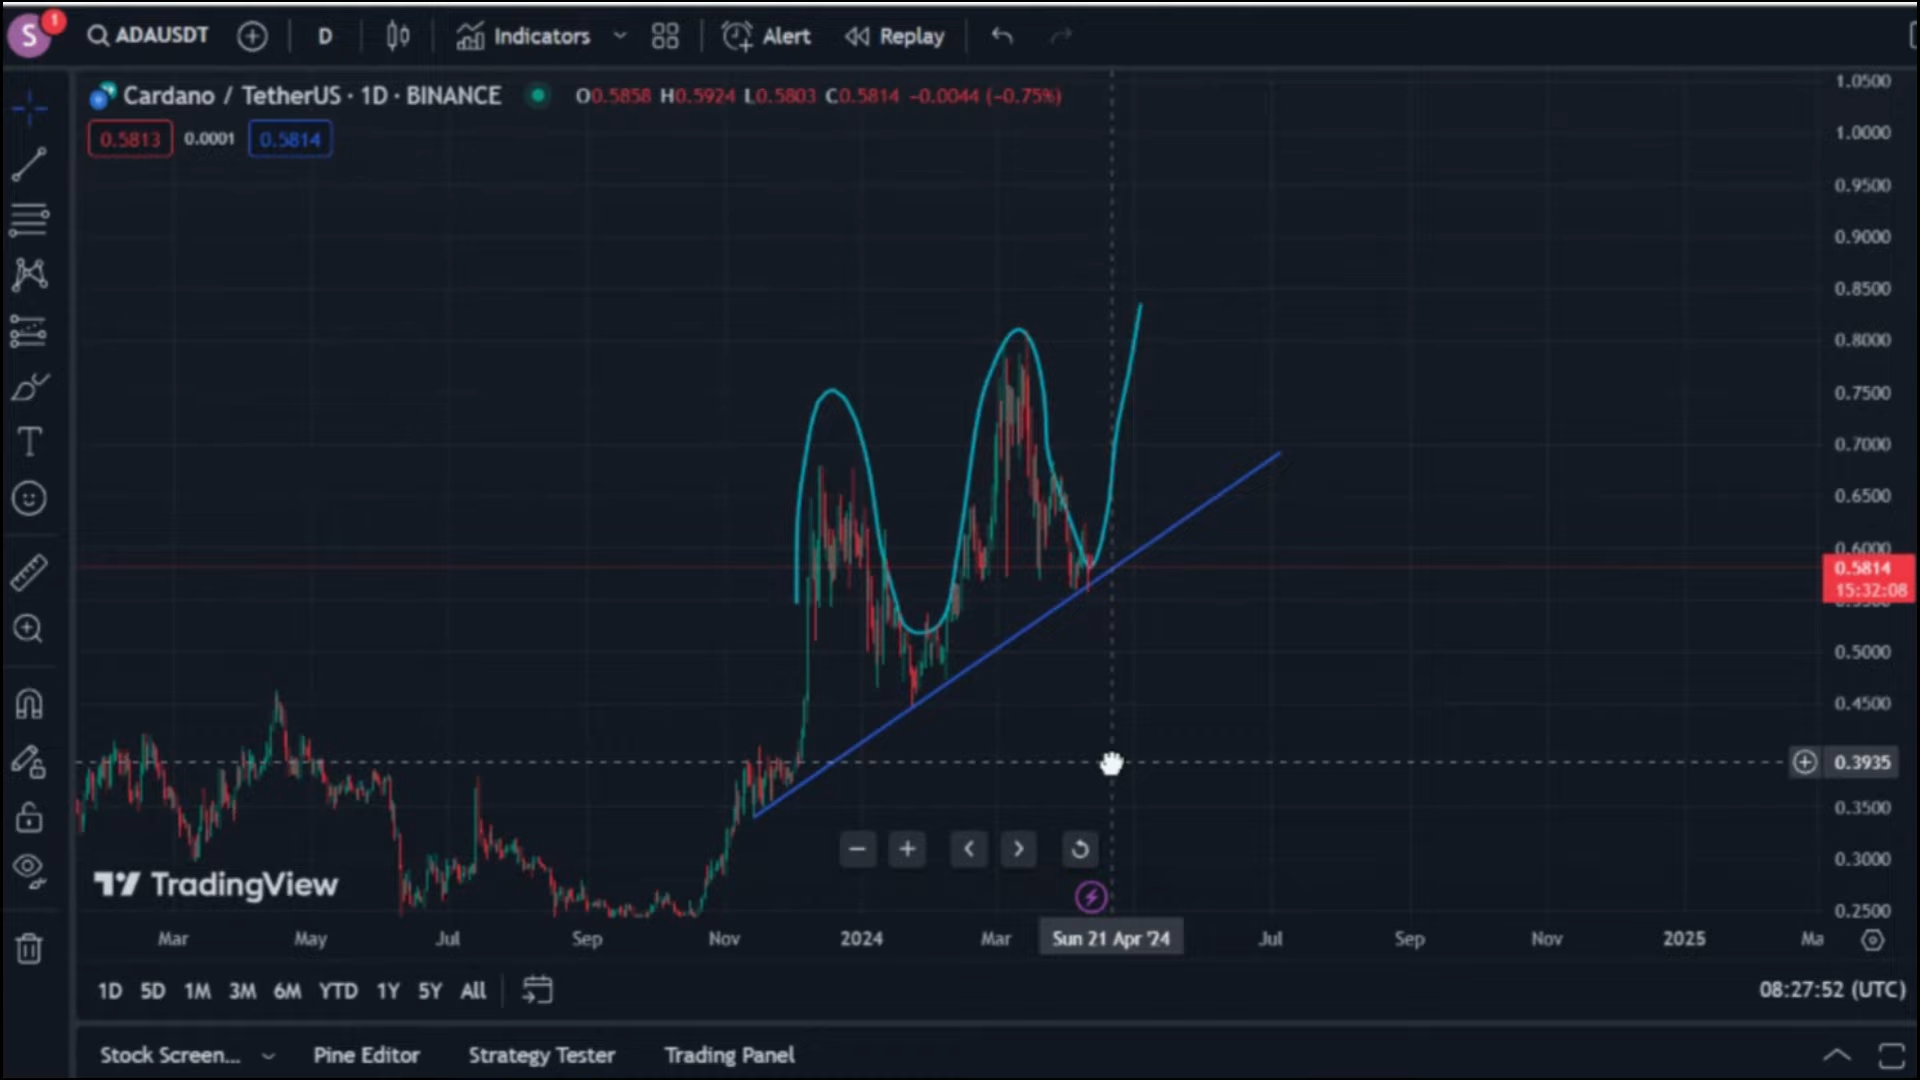 S 1 ADAUSDT D Indicators Alert Replay
Cardano / TetherUS · 1D · BINANCE O0.5858 H0.5924 L0.5803 C0.5814 −0.0044 (−0.75%)
0.5813 0.0001 0.5814
1.0500
1.0000
0.9500
0.9000
0.8500
0.8000
0.7500
0.7000
0.6500
0.6000
0.5814
15:32:08
0.5000
0.4500
0.3935
0.3500
0.3000
0.2500
TradingView
Mar May Jul Sep Nov 2024 Mar Sun 21 Apr '24 Jul Sep Nov 2025 Ma
1D 5D 1M 3M 6M YTD 1Y 5Y All 08:27:52 (UTC)
Stock Screen... Pine Editor Strategy Tester Trading Panel